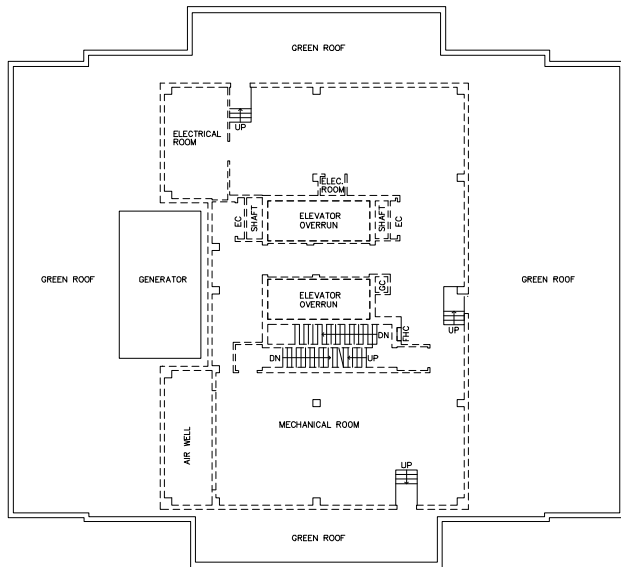 GREEN ROOF
ELECTRICAL
ROOM
UP
ELEC.
ROOM
EC
SHAFT
ELEVATOR
OVERRUN
SHAFT
EC
GREEN ROOF
GENERATOR
ELEVATOR
OVERRUN
GC
GREEN ROOF
UP
DN
FHC
DN
UP
MECHANICAL ROOM
AIR WELL
UP
GREEN ROOF